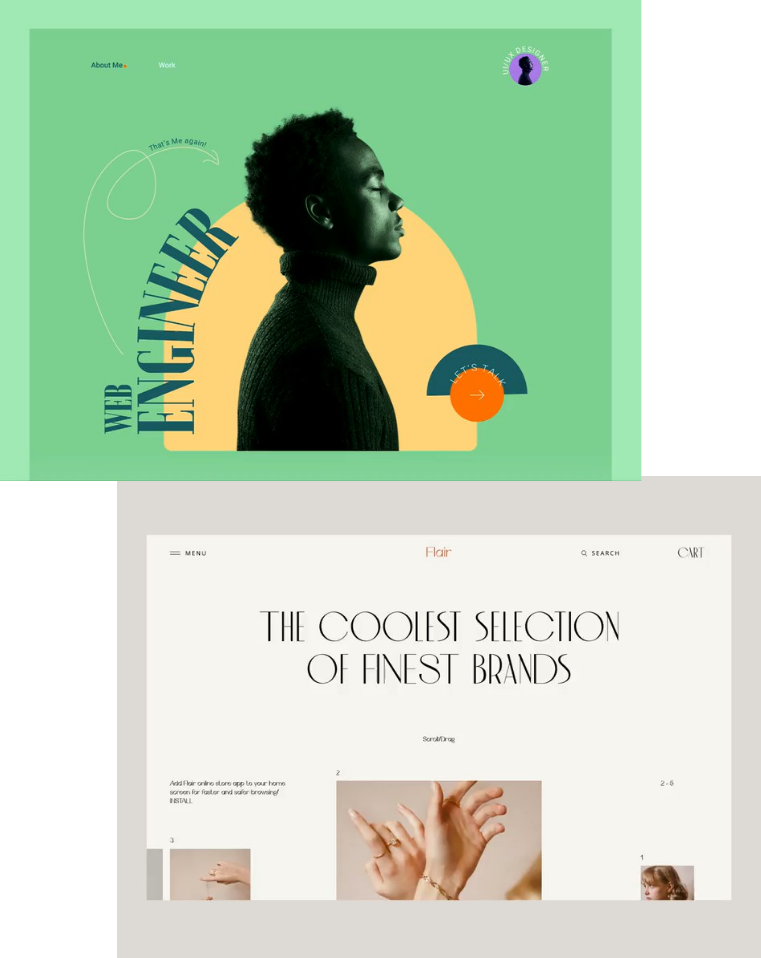 About Me
Work
UI/UX DESIGNER
That's Me again!
WEB
ENGINEER
LET'S TALK
MENU
Flair
SEARCH
CART
THE COOLEST SELECTION
OF FINEST BRANDS
Scroll/Drag
Add Flair online store app to your home
screen for faster and safer browsing!
INSTALL
2
2 - 6
3
1